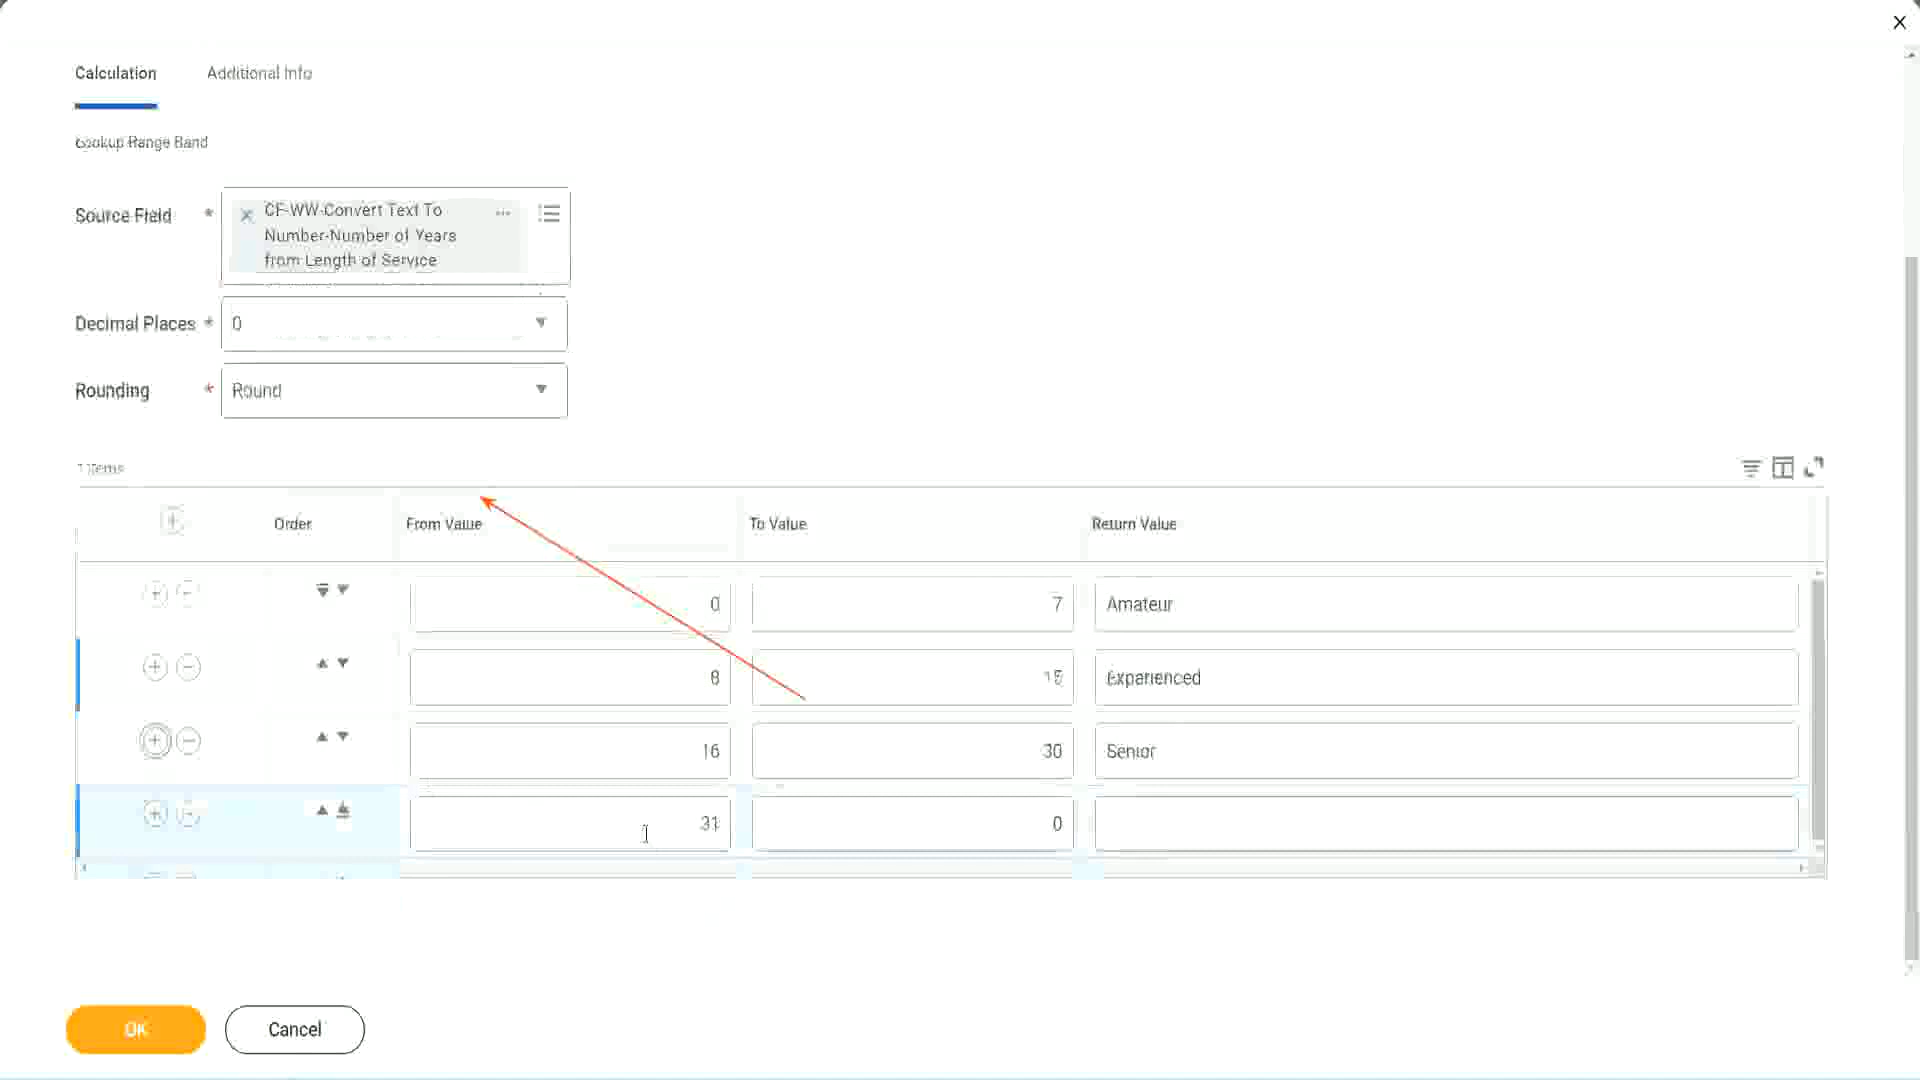 Calculation
Additional Info
Lookup Range Band
Source Field *
CF-WW-Convert Text To
Number-Number of Years
from Length of Service
Decimal Places *
0
Rounding *
Round
Items
Order
From Value
To Value
Return Value
0
7
Amateur
8
15
Experienced
16
30
Senior
31
0
OK
Cancel